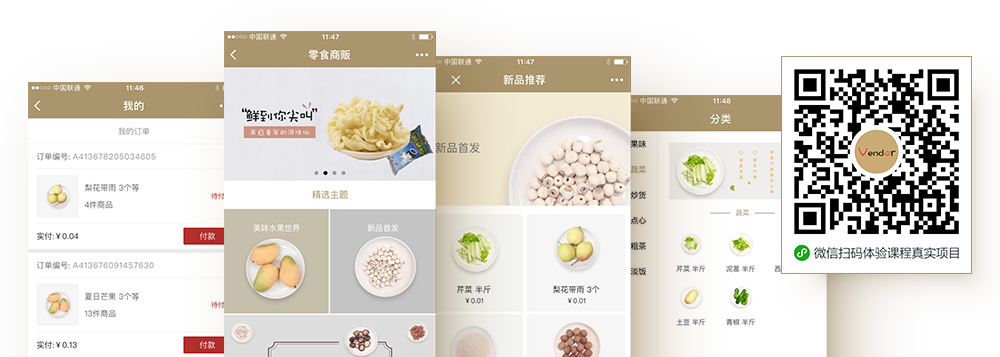 ●●○○○ 中国联通 11:46
我的
我的订单
订单编号: A413678205034605
梨花带雨 3个等
4件商品
待付
实付: ¥ 0.04
付款
订单编号: A413676091457630
夏日芒果 3个等
13件商品
待付
实付: ¥ 0.13
付款
●●○○○ 中国联通 11:47
零食商贩
“鲜到你尖叫”
来自童年的滋味
精选主题
美味水果世界
新品首发
中国联通 11:47
新品推荐
新品首发
芹菜 半斤
¥ 0.01
梨花带雨 3个
¥ 0.01
中国联通 11:48
分类
果味
蔬菜
炒货
点心
粗茶
淡饭
蔬菜
芹菜 半斤
泥蒿 半斤
西
土豆 半斤
青椒 半斤
Vendor
微信扫码体验课程真实项目